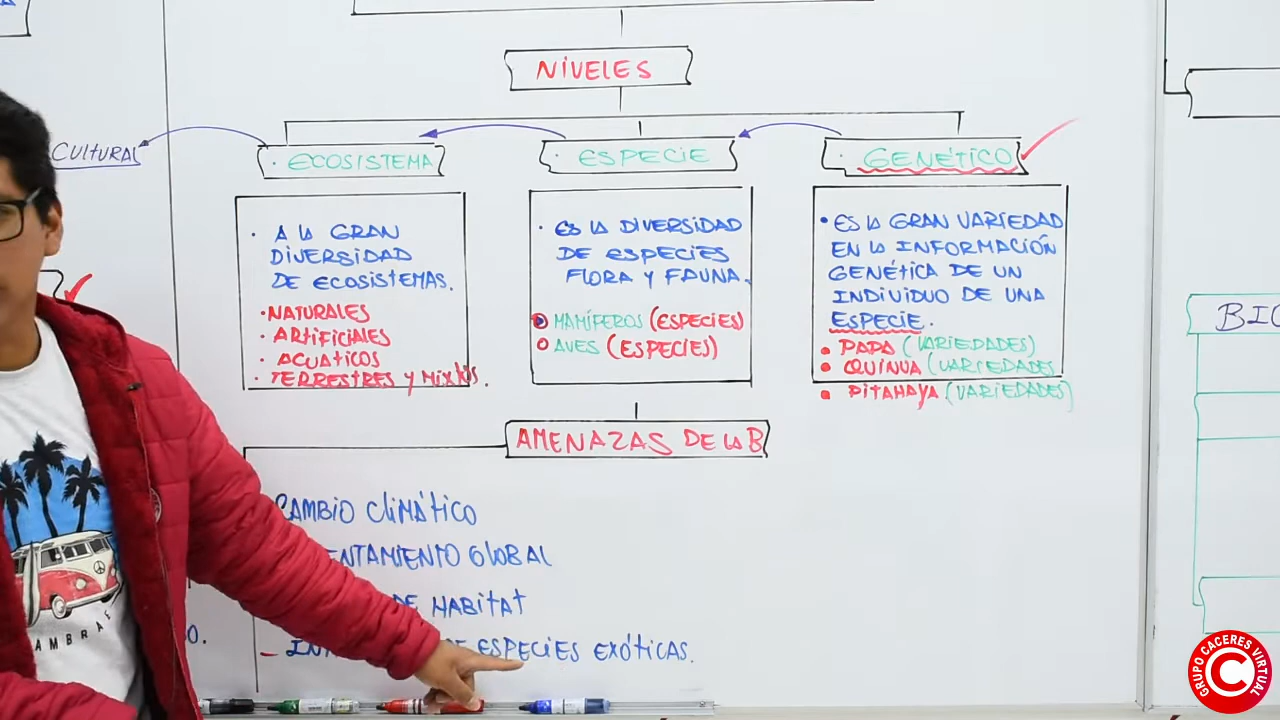 NIVELES
CULTURAL
· ECOSISTEMA
· ESPECIE
· GENÉTICO
· A LA GRAN
DIVERSIDAD
DE ECOSISTEMAS.
· NATURALES
· ARTIFICIALES
· ACUATICOS
· TERRESTRES Y MIXTOS.
· ES LA DIVERSIDAD
DE ESPECIES
FLORA Y FAUNA.
MAMÍFEROS (ESPECIES)
AVES (ESPECIES)
• ES LA GRAN VARIEDAD
EN LA INFORMACIÓN
GENÉTICA DE UN
INDIVIDUO DE UNA
ESPECIE.
• PAPA (VARIEDADES)
• QUINUA (VARIEDADES
• PITAHAYA (VARIEDADES)
AMENAZAS DE LA B
CAMBIO CLIMÁTICO
ENTAMIENTO GLOBAL
DE HABITAT
ESPECIES EXÓTICAS.
O.
BIO
AMBRA
GRUPO CACERES VIRTUAL
C